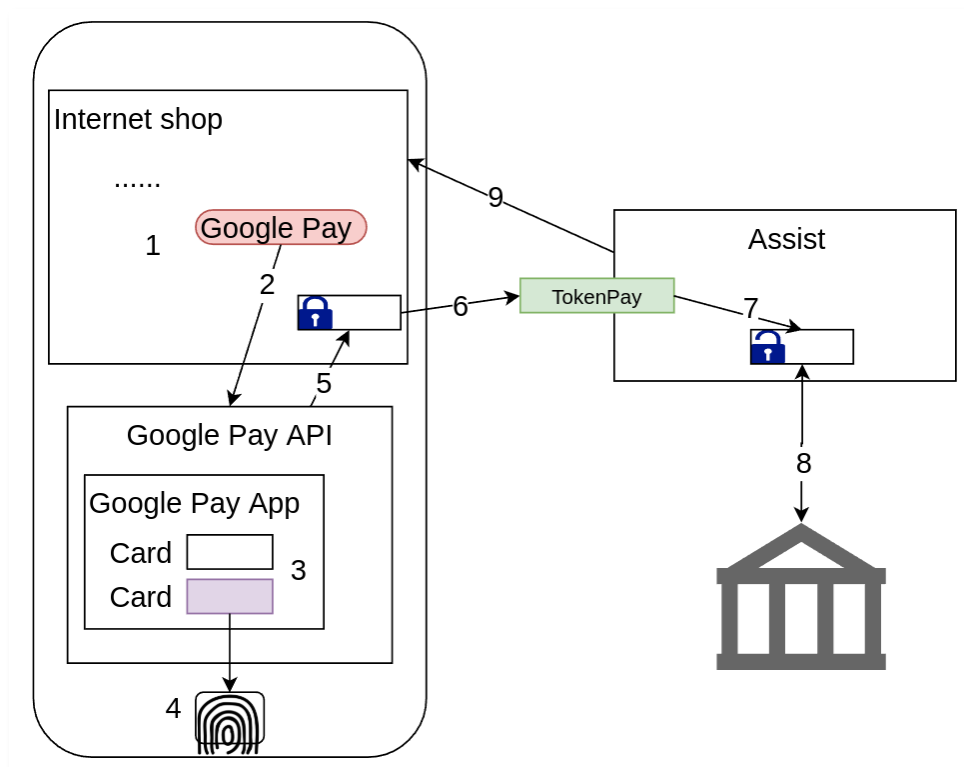 Internet shop
......
1
Google Pay
2
5
6
9
Assist
TokenPay
7
8
Google Pay API
Google Pay App
Card
Card
3
4